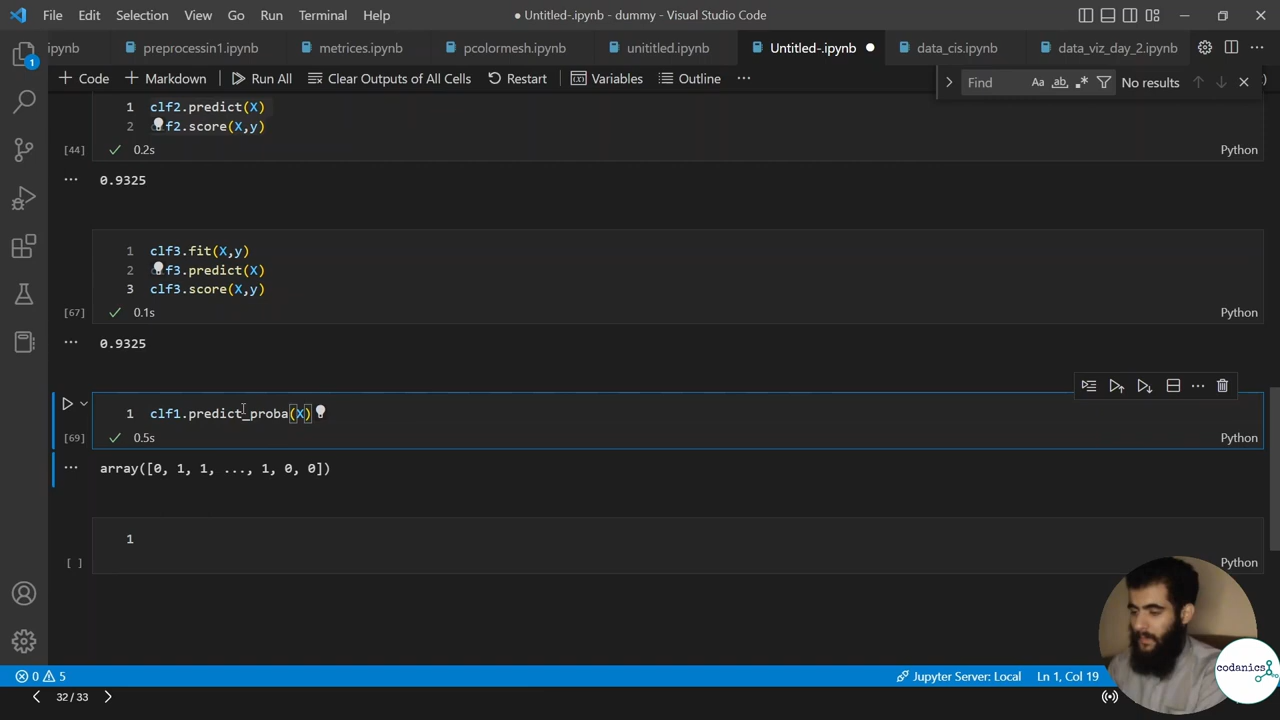 File Edit Selection View Go Run Terminal Help
● Untitled-.ipynb - dummy - Visual Studio Code
ipynb preprocessin1.ipynb metrices.ipynb pcolormesh.ipynb unititled.ipynb Untitled-.ipynb data_cis.ipynb data_viz_day_2.ipynb
1
Code Markdown Run All Clear Outputs of All Cells Restart Variables Outline ...
Find Aa ab No results
1 clf2.predict(X)
2 clf2.score(X,y)
[44] 0.2s Python
0.9325
1 clf3.fit(X,y)
2 clf3.predict(X)
3 clf3.score(X,y)
[67] 0.1s Python
0.9325
1 clf1.predict_proba(X)
[69] 0.5s Python
array([0, 1, 1, ..., 1, 0, 0])
1
[ ] Python
codanics
0 5 Jupyter Server: Local Ln 1, Col 19
32/33